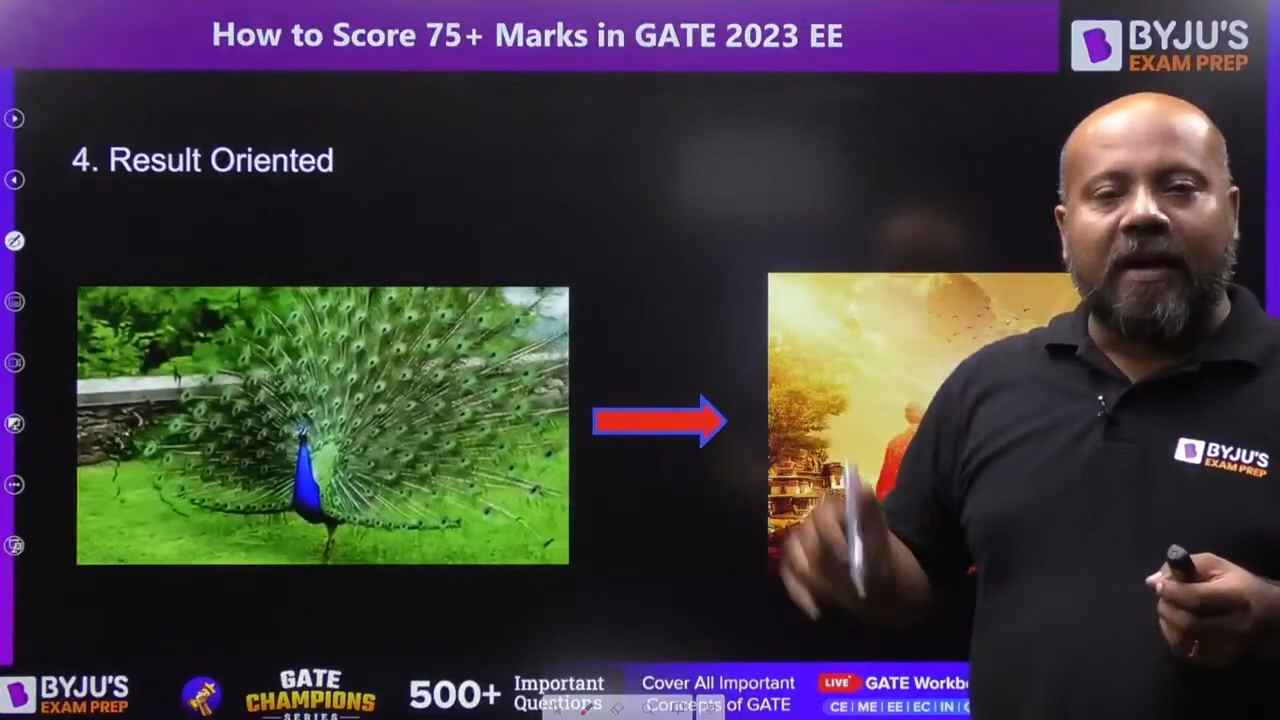 How to Score 75+ Marks in GATE 2023 EE
BYJU'S
EXAM PREP
4. Result Oriented
BYJU'S
EXAM PREP
BYJU'S
EXAM PREP
GATE
CHAMPIONS
SERIES
500+
Important
Questions
Cover All Important
Concepts of GATE
LIVE GATE
CE | ME | EE | EC | IN |